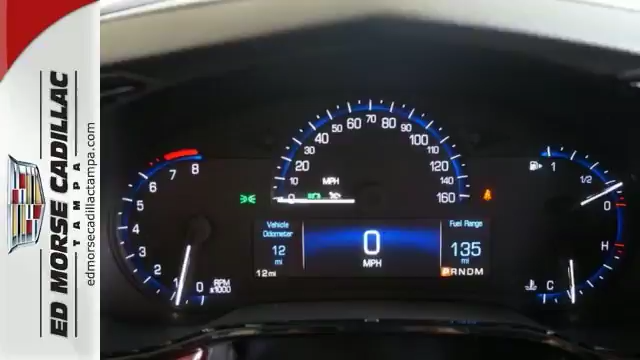 ED MORSE CADILLAC
TAMPA
edmorsecadillactampa.com
0 10 20 30 40 50 60 70 80 90 100 110 120 140 160
MPH
0 1 2 3 4 5 6 7 8
RPM
x1000
Vehicle
Odometer
12
mi
12mi
0
MPH
Fuel Range
135
mi
PRNDM
1 1/2 0
H
C